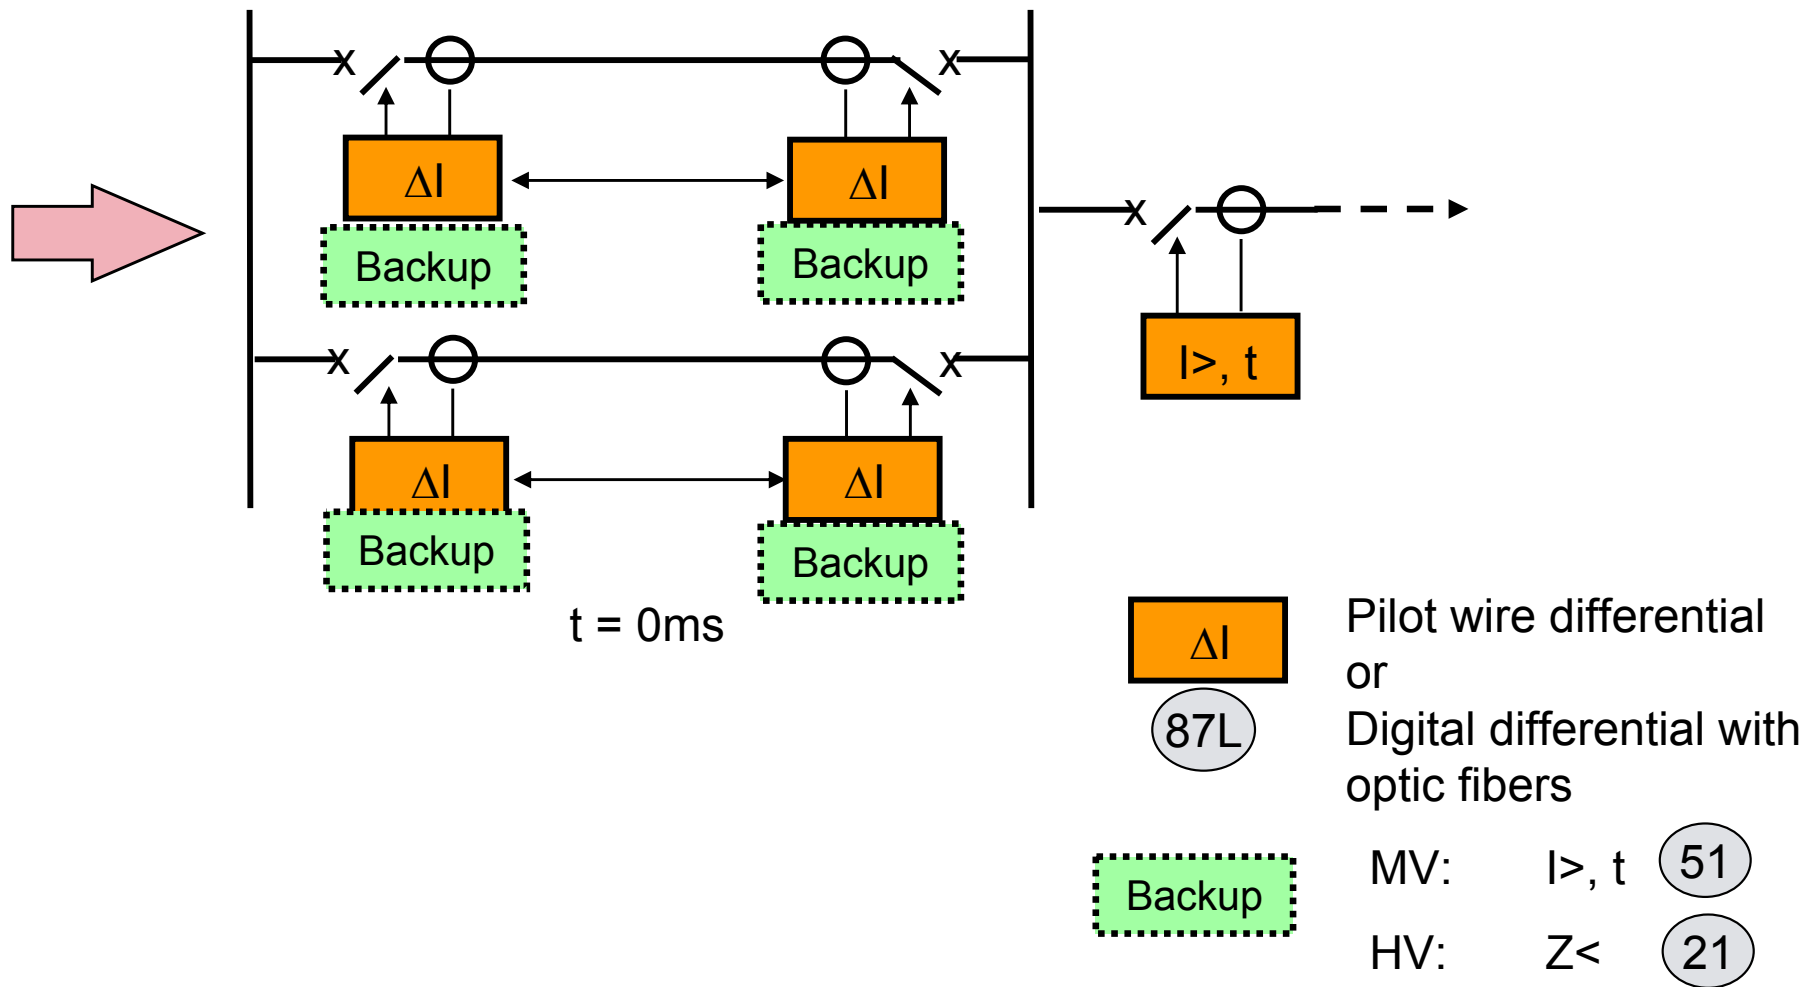 x x
ΔI ΔI
Backup Backup
x
x x
I>, t
ΔI ΔI
Backup Backup
t = 0ms
ΔI Pilot wire differential
or
87L Digital differential with
optic fibers
Backup MV: I>, t 51
HV: Z< 21